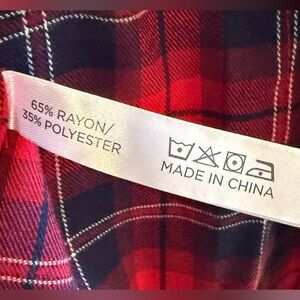 65% RAYON/
35% POLYESTER
MADE IN CHINA